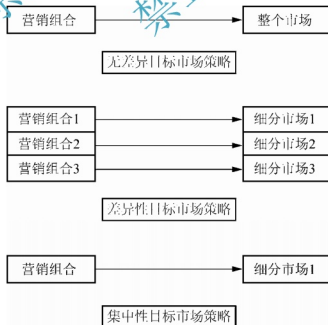 禁
营销组合 整个市场
无差异目标市场策略
营销组合1 细分市场1
营销组合2 细分市场2
营销组合3 细分市场3
差异性目标市场策略
营销组合 细分市场1
集中性目标市场策略